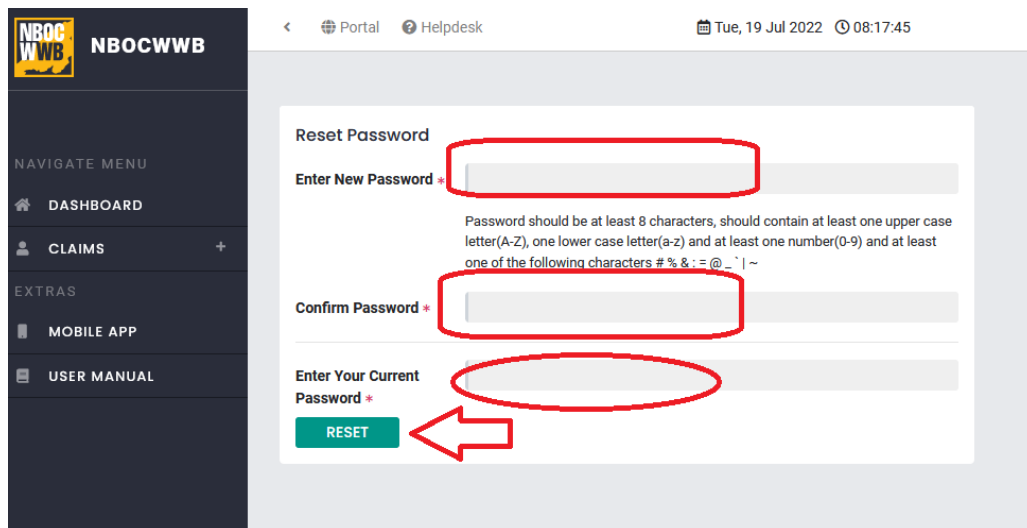 NBOC
WWB
NBOCWWB
Portal
Helpdesk
Tue, 19 Jul 2022
08:17:45
NAVIGATE MENU
DASHBOARD
CLAIMS +
EXTRAS
MOBILE APP
USER MANUAL
Reset Password
Enter New Password *
Password should be at least 8 characters, should contain at least one upper case
letter(A-Z), one lower case letter(a-z) and at least one number(0-9) and at least
one of the following characters # % & : = @ _ ` | ~
Confirm Password *
Enter Your Current
Password *
RESET